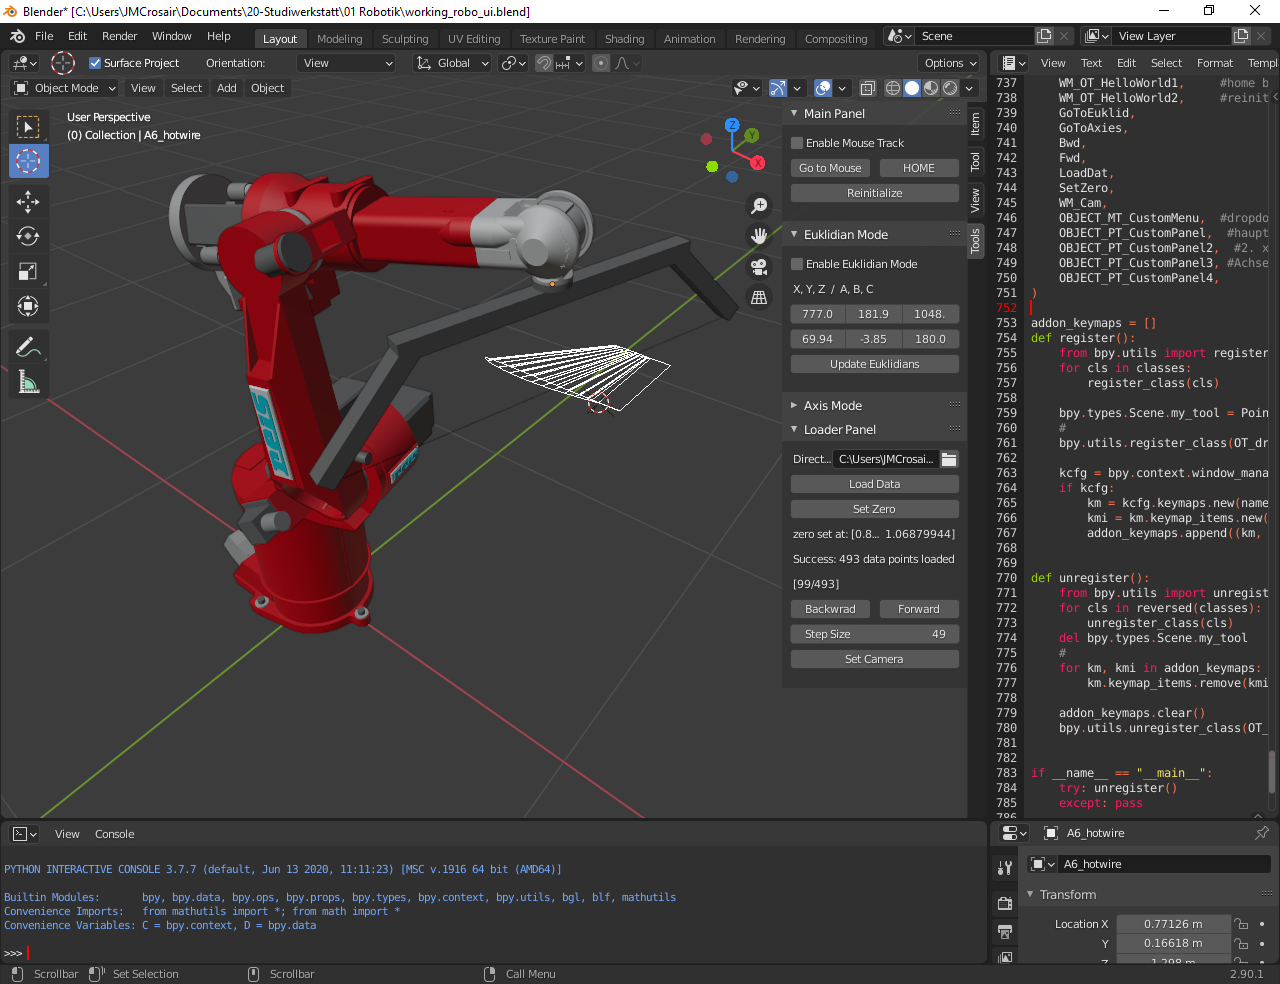 Blender* [C:\Users\JMCrosair\Documents\20-Studiwerkstatt\01 Robotik\working_robo_ui.blend]
File Edit Render Window Help Layout Modeling Sculpting UV Editing Texture Paint Shading Animation Rendering Compositing Scene View Layer
Surface Project Orientation: View Global Options
Object Mode View Select Add Object
User Perspective
(0) Collection | A6_hotwire
Z
Y
X
Main Panel
Enable Mouse Track
Go to Mouse HOME
Reinitialize
Euklidian Mode
Enable Euklidian Mode
X, Y, Z / A, B, C
777.0 181.9 1048.
69.94 -3.85 180.0
Update Euklidians
Axis Mode
Loader Panel
Direct... C:\Users\JMCrosai...
Load Data
Set Zero
zero set at: [0.8... 1.06879944]
Success: 493 data points loaded
[99/493]
Backwrad Forward
Step Size 49
Set Camera
Item
Tool
View
Tools
View Text Edit Select Format Templ
737 WM_OT_HelloWorld1, #home b
738 WM_OT_HelloWorld2, #reinit
739 GoToEuklid,
740 GoToAxies,
741 Bwd,
742 Fwd,
743 LoadDat,
744 SetZero,
745 WM_Cam,
746 OBJECT_MT_CustomMenu, #dropdo
747 OBJECT_PT_CustomPanel, #haupt
748 OBJECT_PT_CustomPanel2, #2. x
749 OBJECT_PT_CustomPanel3, #Achse
750 OBJECT_PT_CustomPanel4,
751 )
752
753 addon_keymaps = []
754 def register():
755 from bpy.utils import register
756 for cls in classes:
757 register_class(cls)
758
759 bpy.types.Scene.my_tool = Poin
760 #
761 bpy.utils.register_class(OT_dr
762
763 kcfg = bpy.context.window_mana
764 if kcfg:
765 km = kcfg.keymaps.new(name
766 kmi = km.keymap_items.new(
767 addon_keymaps.append((km,
768
769
770 def unregister():
771 from bpy.utils import unregist
772 for cls in reversed(classes):
773 unregister_class(cls)
774 del bpy.types.Scene.my_tool
775 #
776 for km, kmi in addon_keymaps:
777 km.keymap_items.remove(kmi
778
779 addon_keymaps.clear()
780 bpy.utils.unregister_class(OT_
781
782
783 if __name__ == "__main__":
784 try: unregister()
785 except: pass
786
View Console
PYTHON INTERACTIVE CONSOLE 3.7.7 (default, Jun 13 2020, 11:11:23) [MSC v.1916 64 bit (AMD64)]
Builtin Modules: bpy, bpy.data, bpy.ops, bpy.props, bpy.types, bpy.context, bpy.utils, bgl, blf, mathutils
Convenience Imports: from mathutils import *; from math import *
Convenience Variables: C = bpy.context, D = bpy.data
>>>
A6_hotwire
A6_hotwire
Transform
Location X 0.77126 m
Y 0.16618 m
Z 1.298 m
Scrollbar Set Selection Scrollbar Call Menu 2.90.1